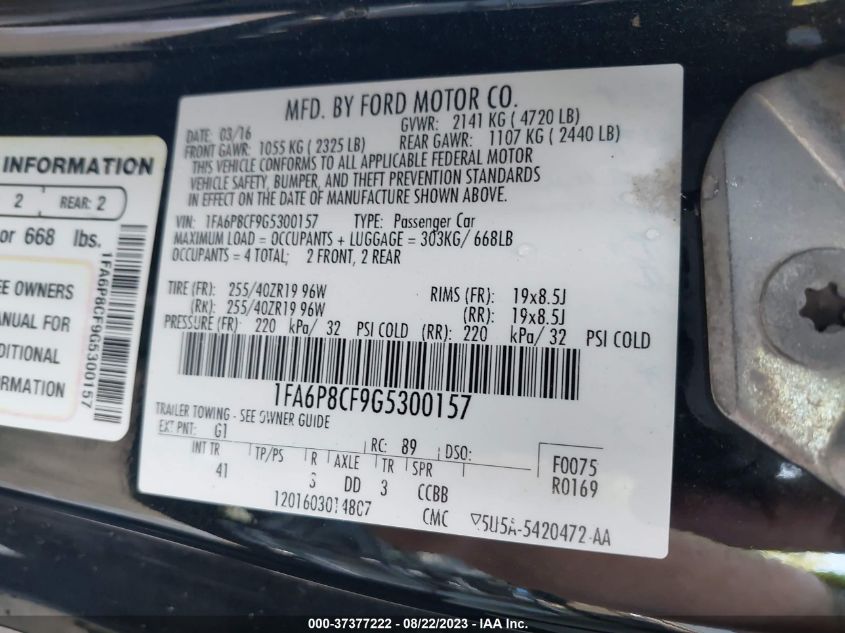 INFORMATION
2 REAR: 2
or 668 lbs.
OWNERS
FOR
1FA6P8CF9G5300157
MFD. BY FORD MOTOR CO.
DATE: 03/16 GVWR: 2141 KG ( 4720 LB)
FRONT GAWR: 1055 KG ( 2325 LB) REAR GAWR: 1107 KG ( 2440 LB)
THIS VEHICLE CONFORMS TO ALL APPLICABLE FEDERAL MOTOR
VEHICLE SAFETY, BUMPER, AND THEFT PREVENTION STANDARDS
IN EFFECT ON THE DATE OF MANUFACTURE SHOWN ABOVE.
VIN: 1FA6P8CF9G5300157 TYPE: Passenger Car
MAXIMUM LOAD = OCCUPANTS + LUGGAGE = 303KG/ 668LB
OCCUPANTS = 4 TOTAL; 2 FRONT, 2 REAR
TIRE (FR): 255/40ZR19 96W RIMS (FR): 19x8.5J
(RR): 255/40ZR19 96W (RR): 19x8.5J
PRESSURE (FR): 220 kPa/ 32 PSI COLD (RR): 220 kPa/ 32 PSI COLD
1FA6P8CF9G5300157
TRAILER TOWING - SEE OWNER GUIDE
EXT PNT: G1 RC: 89 DSO: F0075
INT TR TP/PS R AXLE TR SPR R0169
41 3 DD 3 CCBB
CMC 5U5A-5420472-AA
000-37377222 - 08/22/2023 - #################